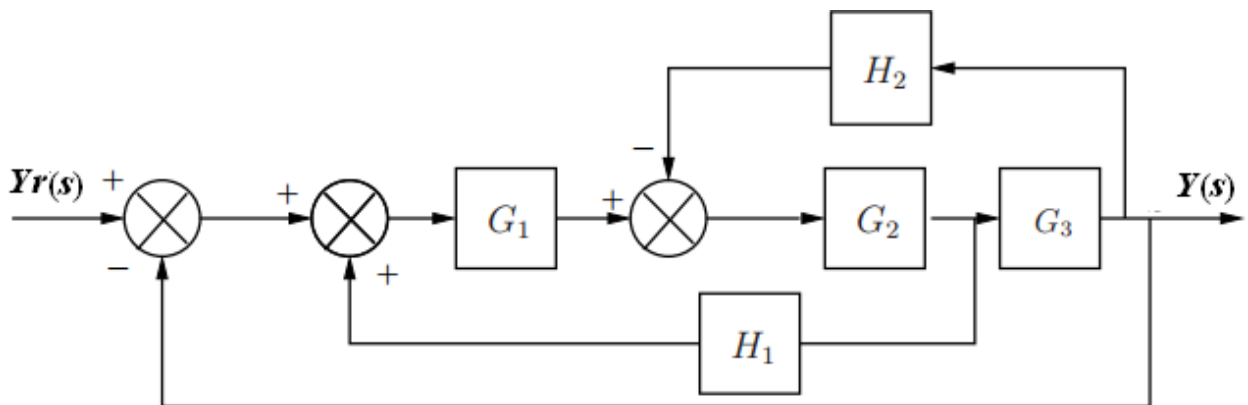 H₂
−
Yr(s) + + G₁ + G₂ G₃ Y(s)
− +
H₁